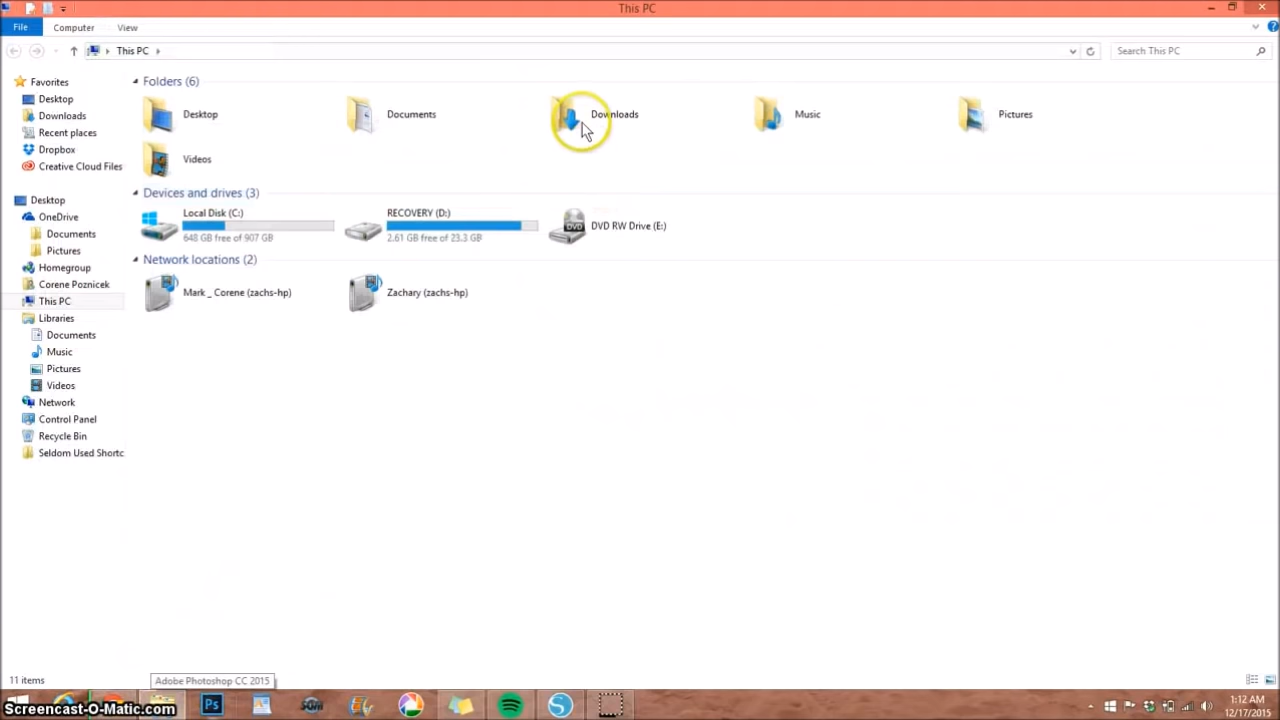 This PC
File
Computer
View
This PC
Search This PC
Favorites
Desktop
Downloads
Recent places
Dropbox
Creative Cloud Files
Desktop
OneDrive
Documents
Pictures
Homegroup
Corene Poznicek
This PC
Libraries
Documents
Music
Pictures
Videos
Network
Control Panel
Recycle Bin
Seldom Used Shortc
Folders (6)
Desktop
Documents
Downloads
Music
Pictures
Videos
Devices and drives (3)
Local Disk (C:)
648 GB free of 907 GB
RECOVERY (D:)
2.61 GB free of 23.3 GB
DVD
DVD RW Drive (E:)
Network locations (2)
Mark _ Corene (zachs-hp)
Zachary (zachs-hp)
11 items
Adobe Photoshop CC 2015
Ps
Screencast-O-Matic.com
1:12 AM
12/17/2015